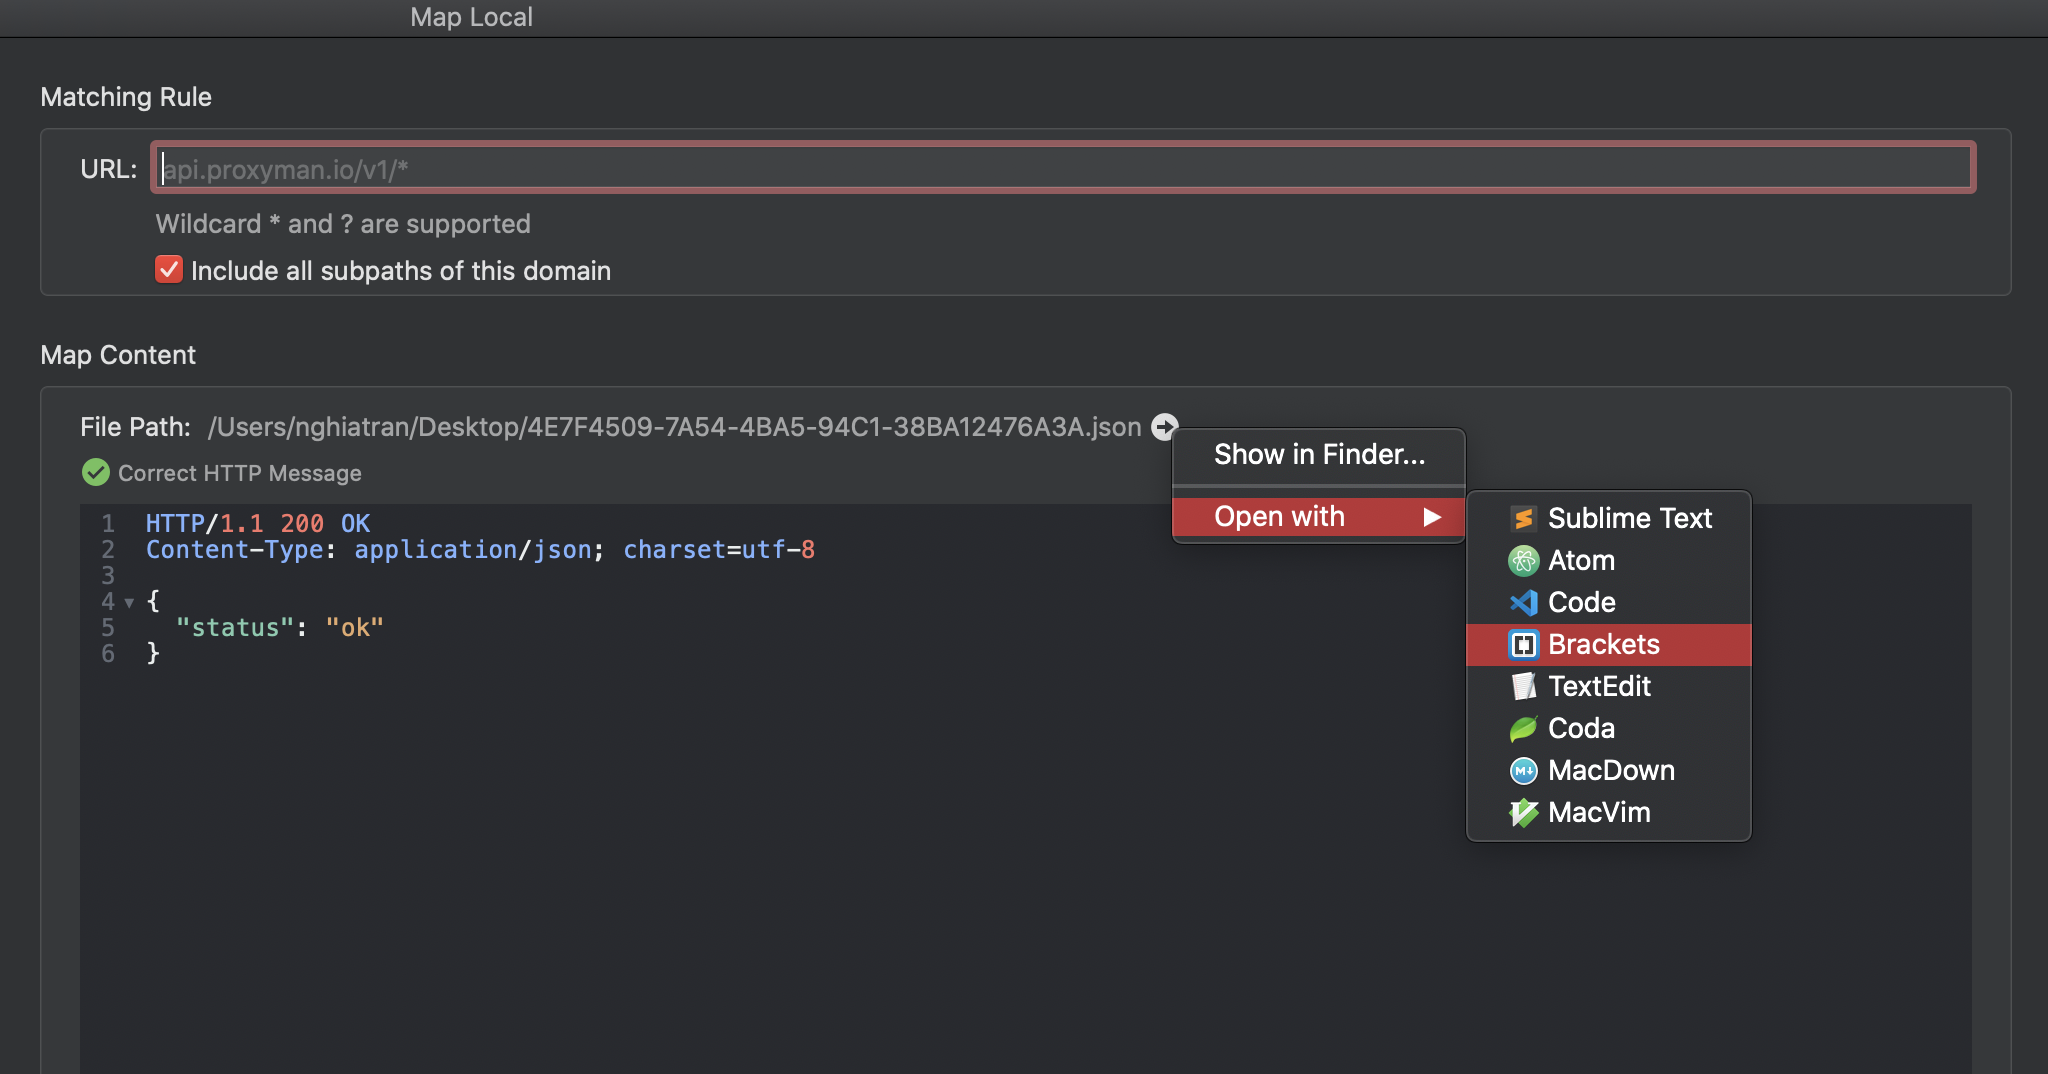 Map Local
Matching Rule
URL: api.proxyman.io/v1/*
Wildcard * and ? are supported
Include all subpaths of this domain
Map Content
File Path: /Users/nghiatran/Desktop/4E7F4509-7A54-4BA5-94C1-38BA12476A3A.json
Correct HTTP Message
1 HTTP/1.1 200 OK
2 Content-Type: application/json; charset=utf-8
3
4 {
5 "status": "ok"
6 }
Show in Finder...
Open with
Sublime Text
Atom
Code
Brackets
TextEdit
Coda
MacDown
MacVim